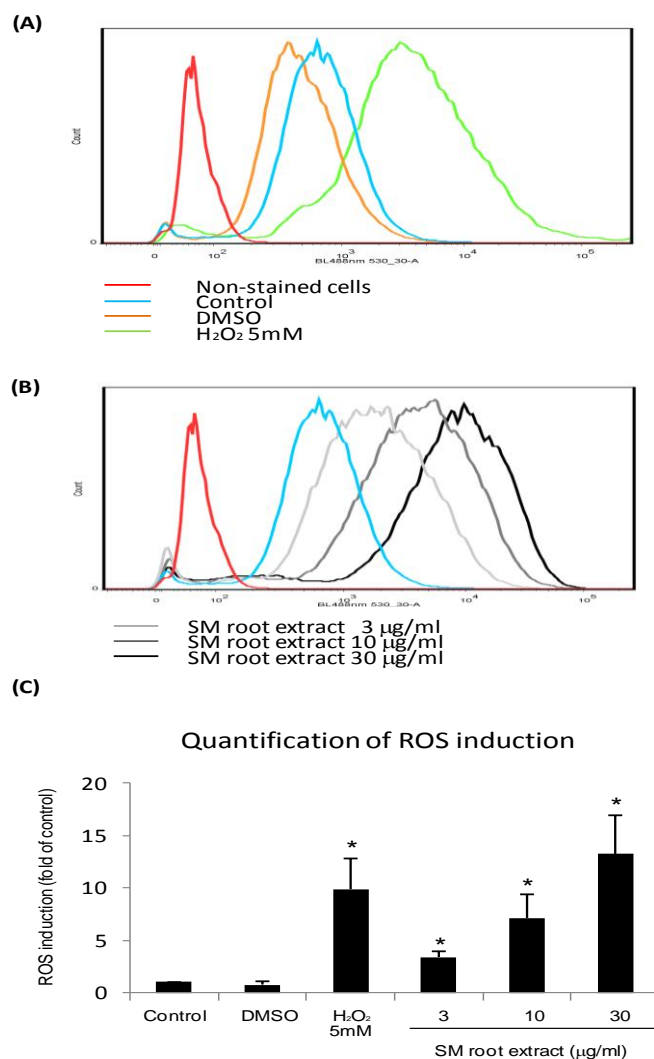 (A)
Count
0
0 10² 10³ 10⁴ 10⁵
BL488nm 530_30-A
Non-stained cells
Control
DMSO
H₂O₂ 5mM
(B)
Count
0
0 10² 10³ 10⁴ 10⁵
BL488nm 530_30-A
SM root extract 3 µg/ml
SM root extract 10 µg/ml
SM root extract 30 µg/ml
(C)
Quantification of ROS induction
ROS induction (fold of control)
20
15
10
5
0
* * * *
Control DMSO H₂O₂ 3 10 30
5mM
SM root extract (µg/ml)